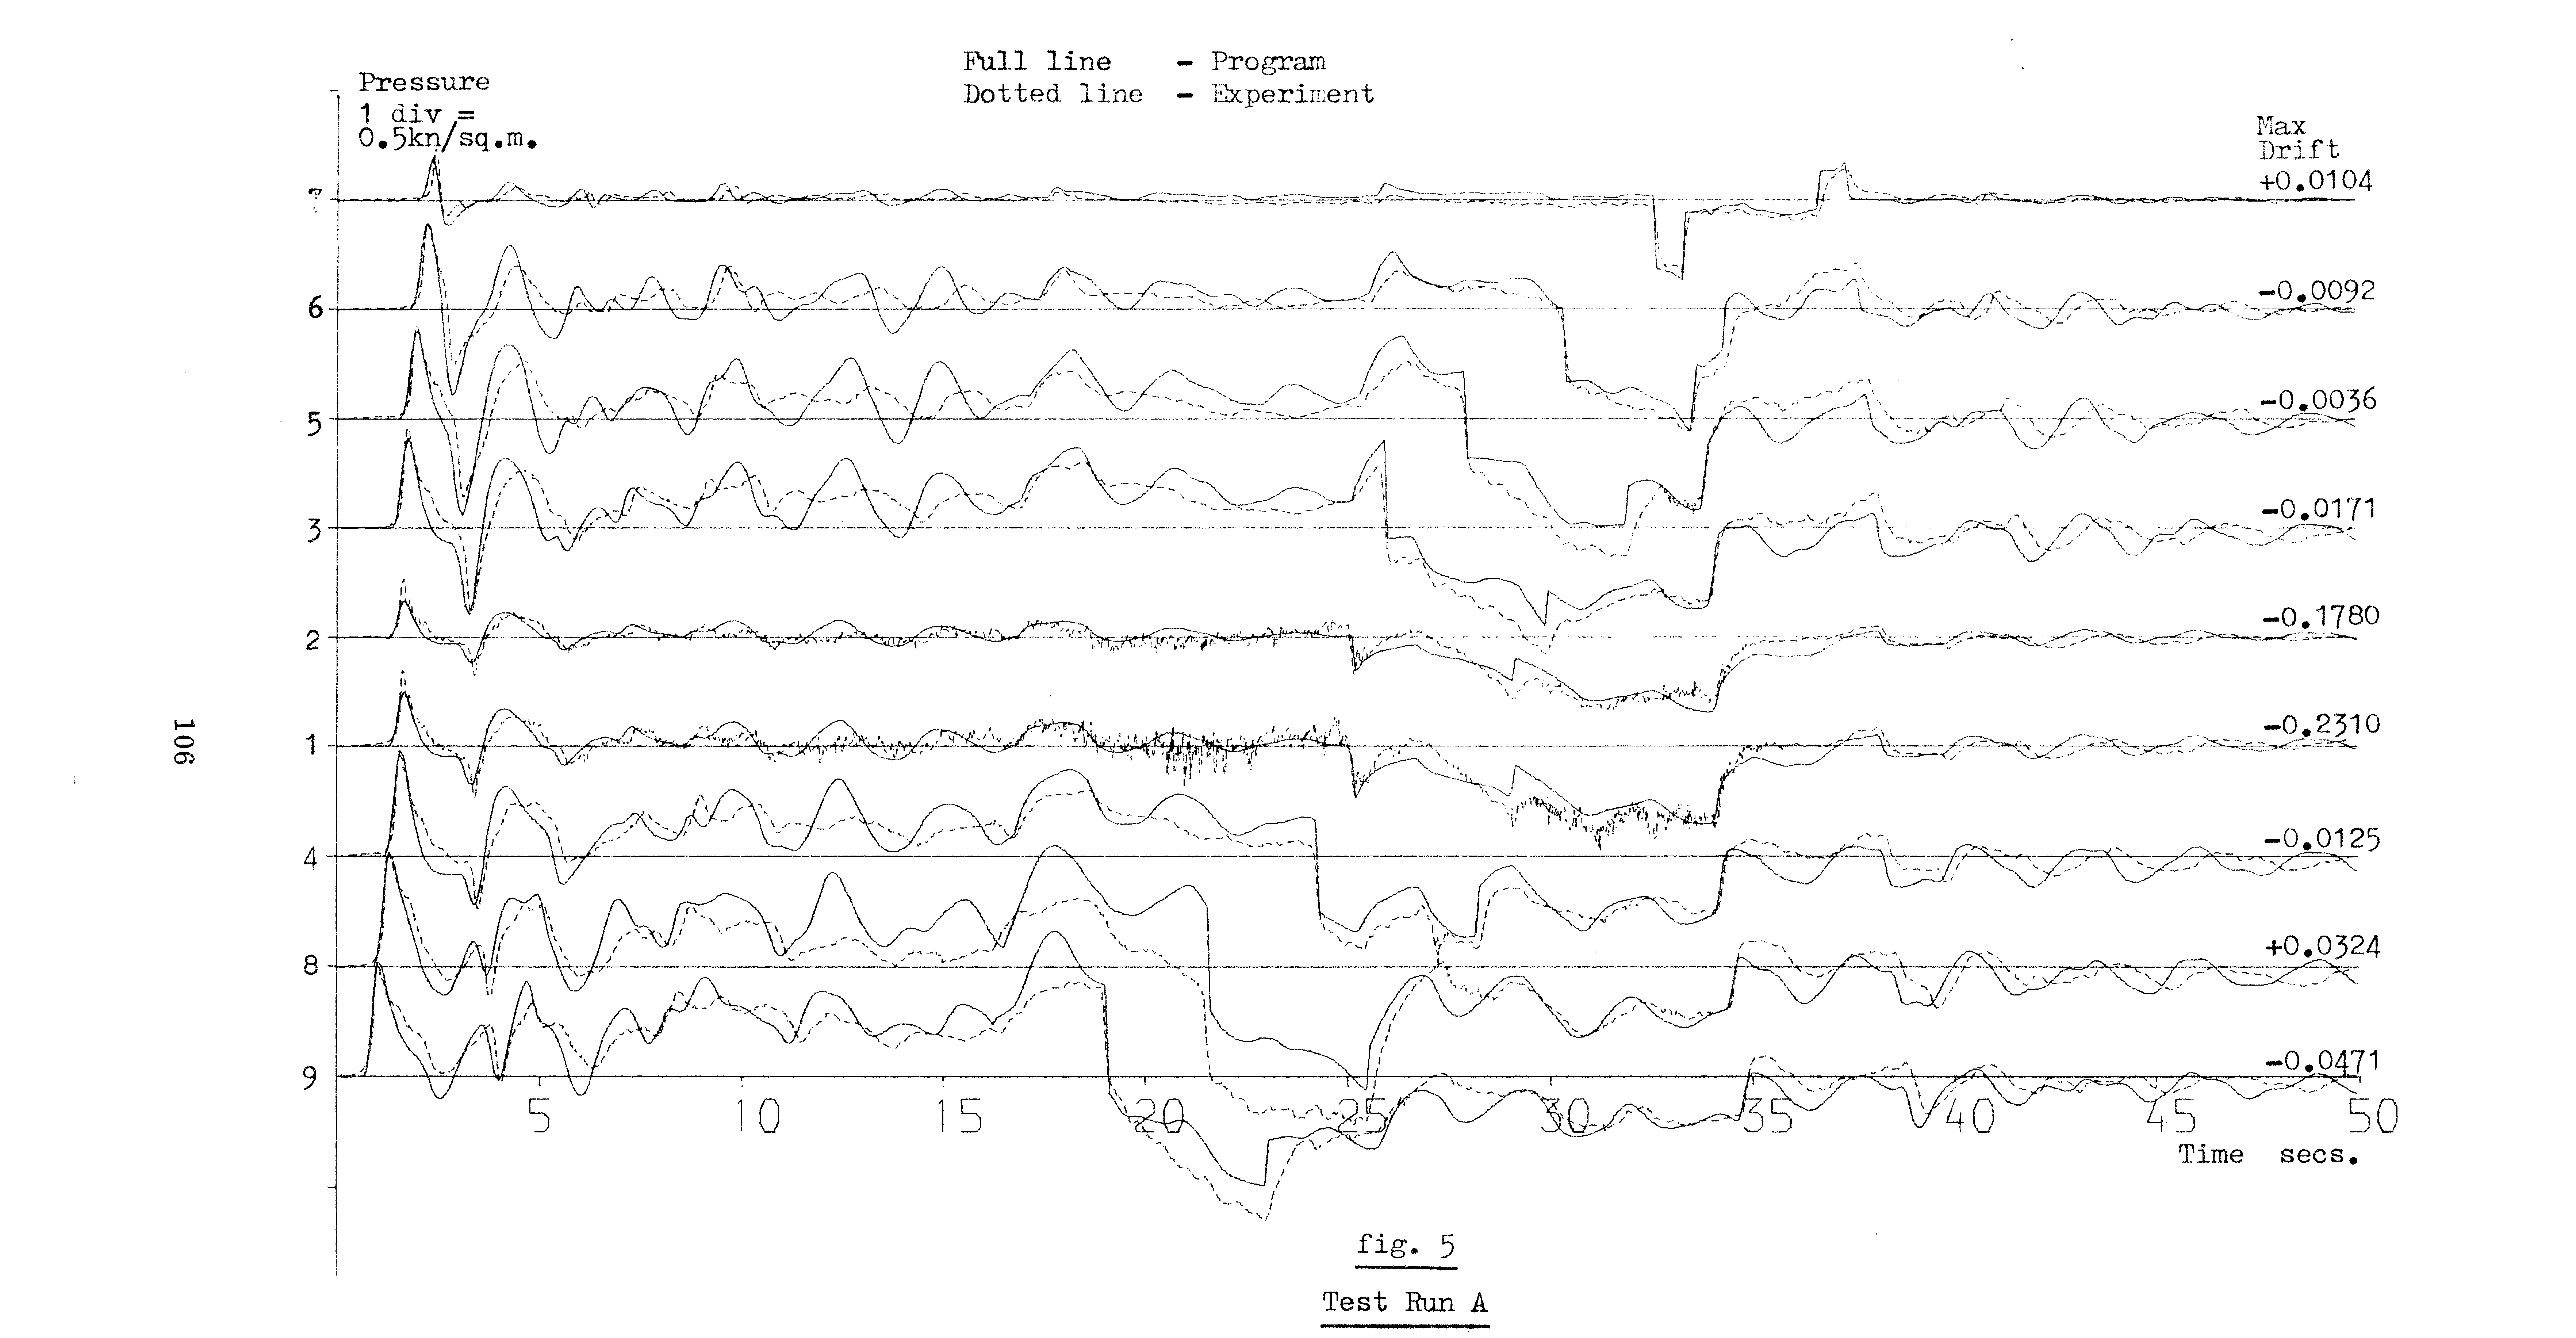 Full line - Program
Dotted line - Experiment
Pressure
1 div =
0.5kn/sq.m.
Max
Drift
7 +0.0104
6 -0.0092
5 -0.0036
3 -0.0171
2 -0.1780
1 -0.2310
4 -0.0125
8 +0.0324
9 -0.0471
5 10 15 20 25 30 35 40 45 50
Time secs.
fig. 5
Test Run A
106